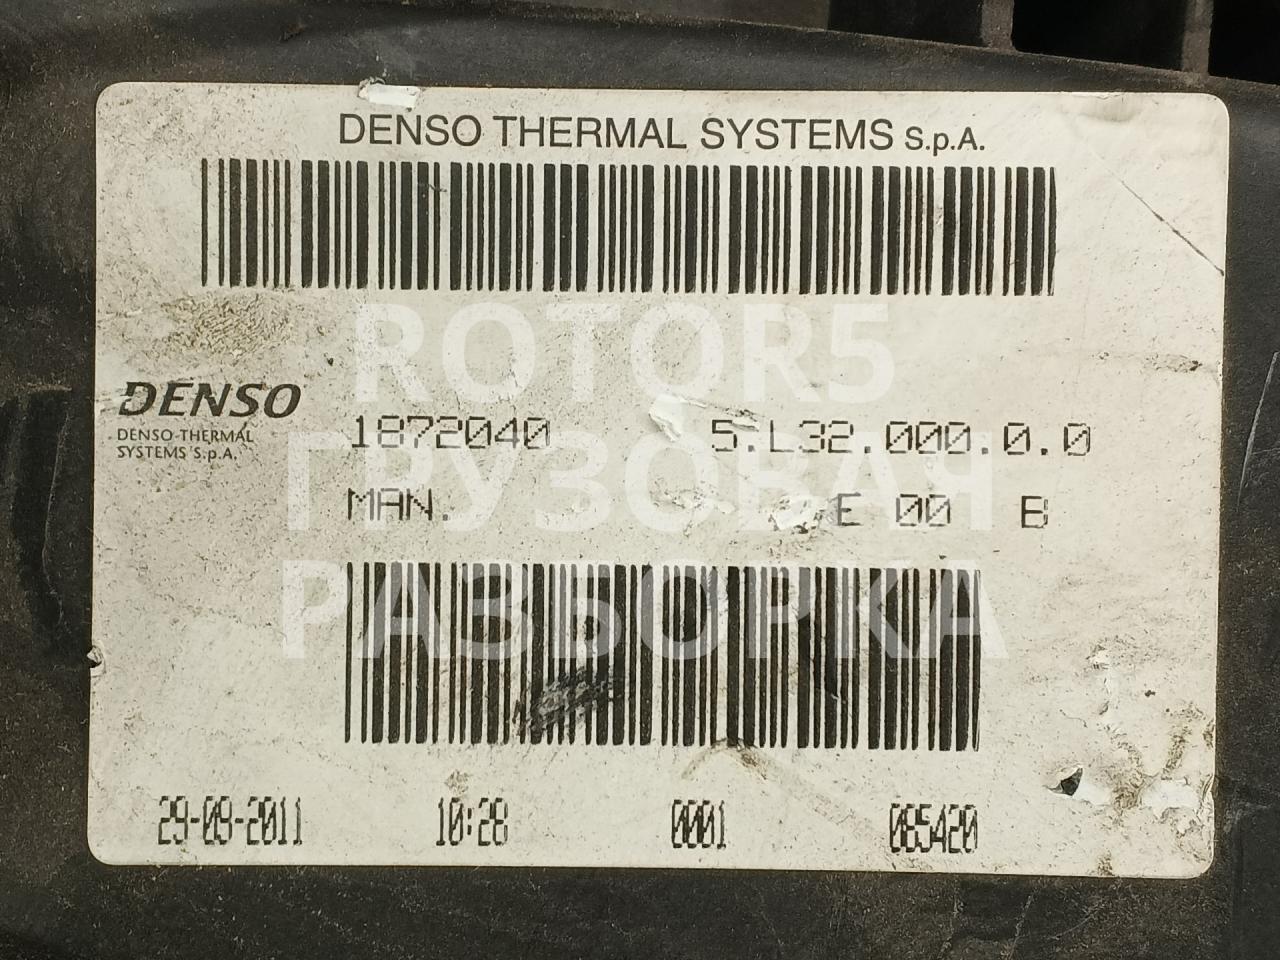 DENSO THERMAL SYSTEMS S.p.A.
ROTOR5
DENSO
DENSO THERMAL
SYSTEMS S.p.A.
1872040 5.L32.000.0.0
ГРУЗОВАЯ
MAN. E 00 B
РАЗБОРКА
29-09-2011 10:28 0001 085420